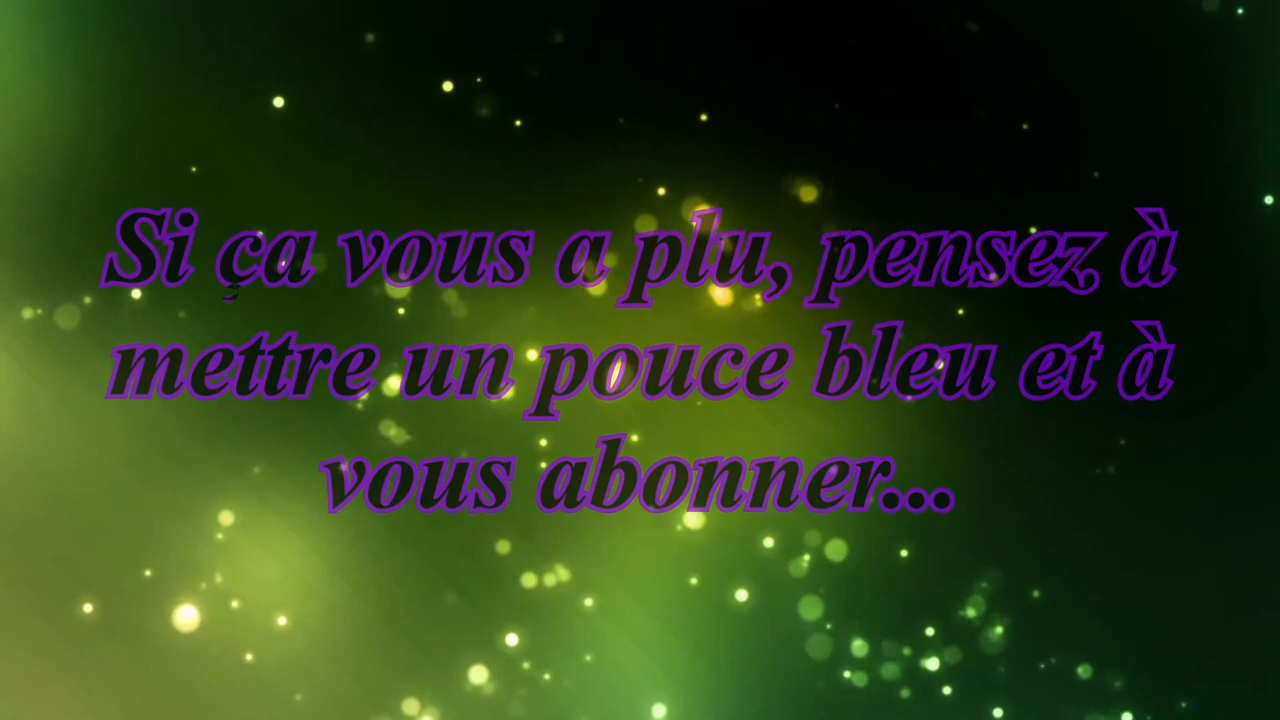 Si ça vous a plu, pensez à
mettre un pouce bleu et à
vous abonner...